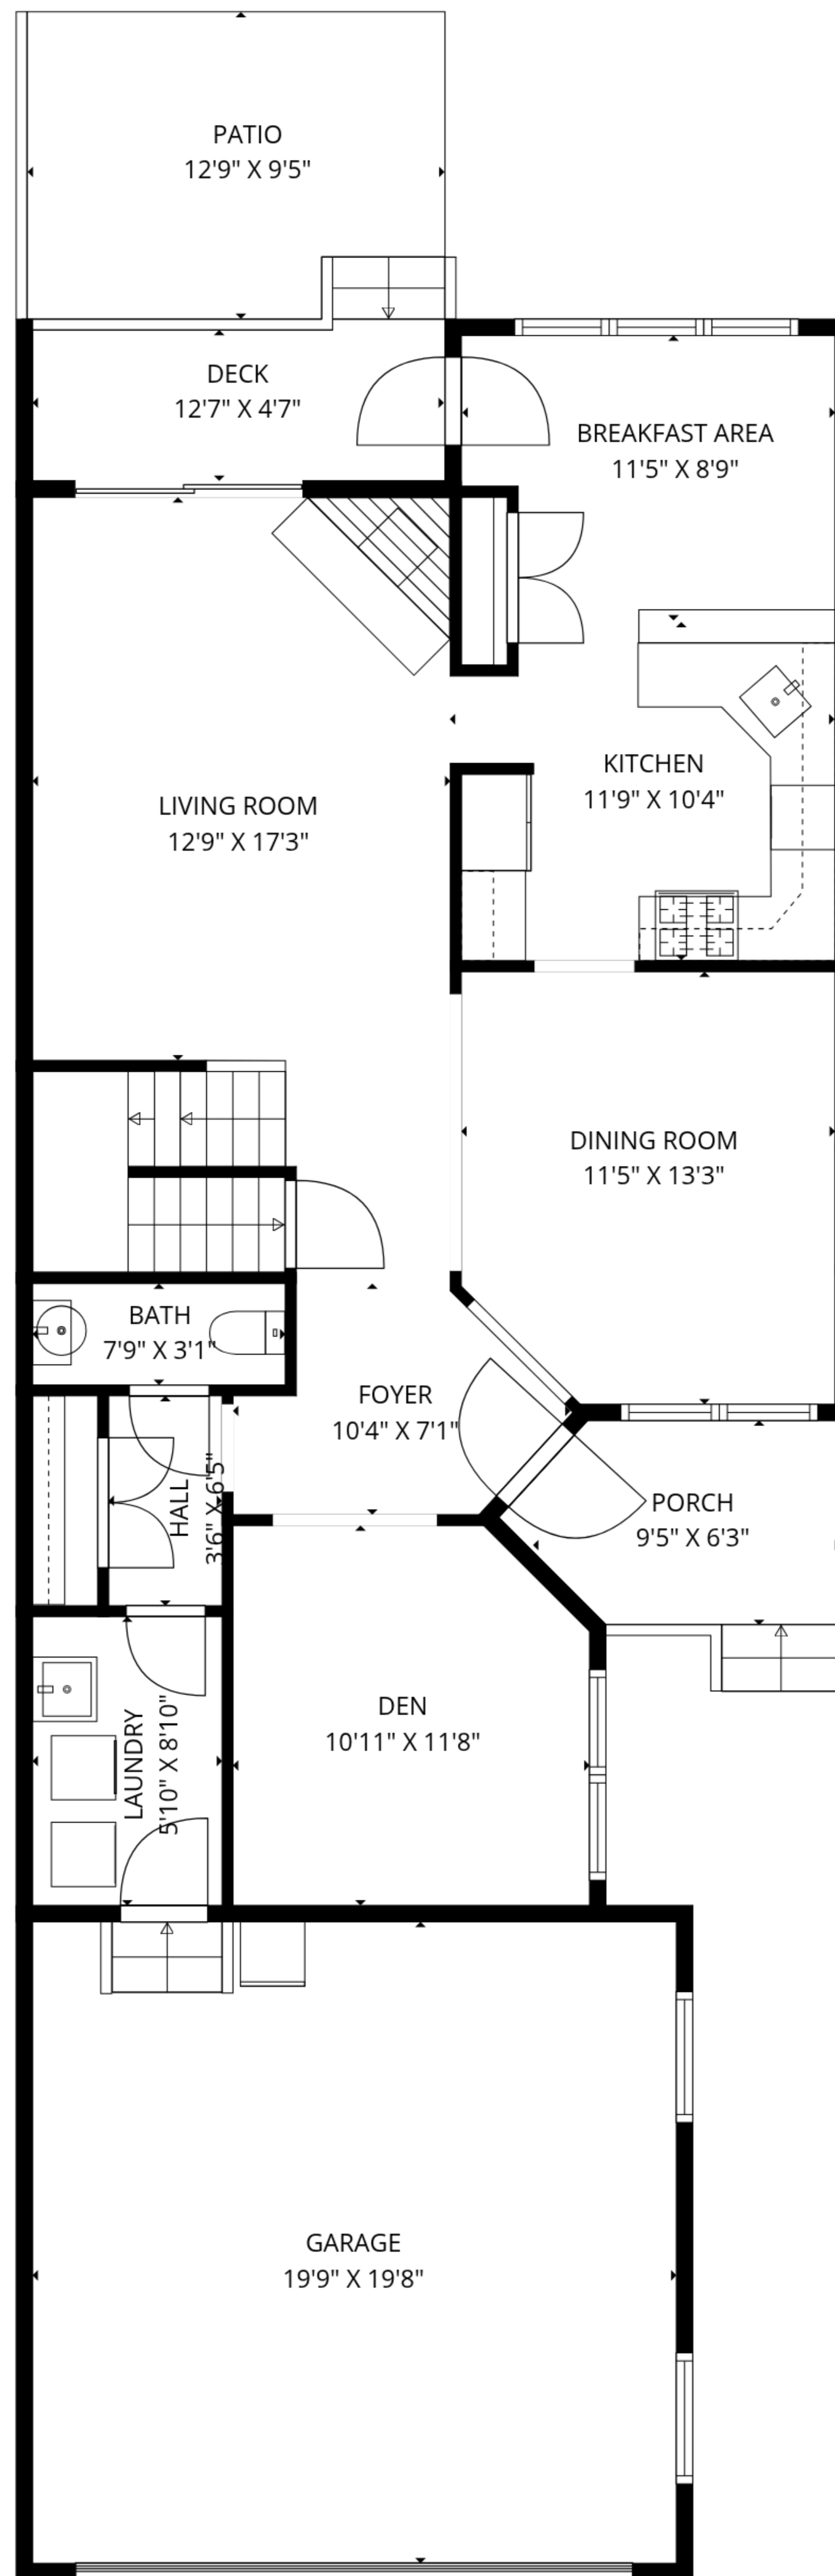 PATIO
12'9" X 9'5"
DECK
12'7" X 4'7"
BREAKFAST AREA
11'5" X 8'9"
KITCHEN
11'9" X 10'4"
LIVING ROOM
12'9" X 17'3"
DINING ROOM
11'5" X 13'3"
BATH
7'9" X 3'1"
FOYER
10'4" X 7'1"
HALL
3'6" X 6'5"
PORCH
9'5" X 6'3"
DEN
10'11" X 11'8"
LAUNDRY
5'10" X 8'10"
GARAGE
19'9" X 19'8"